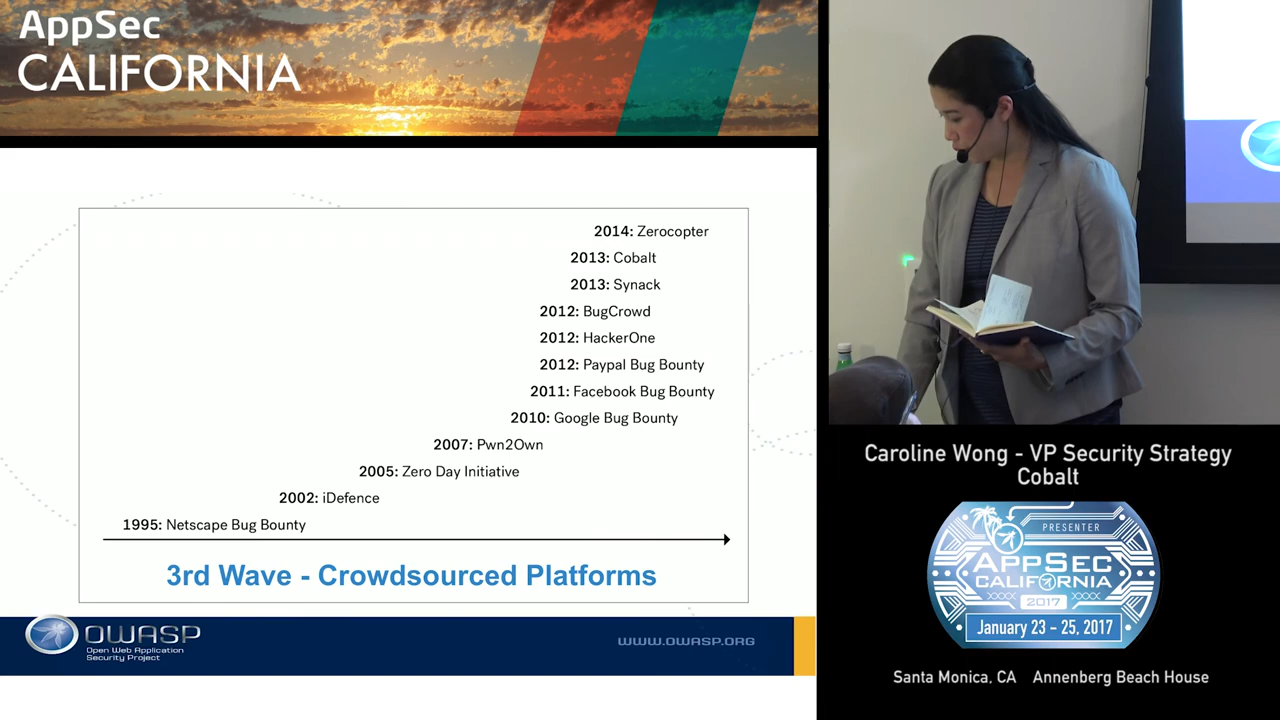 AppSec
CALIFORNIA
2014: Zerocopter
2013: Cobalt
2013: Synack
2012: BugCrowd
2012: HackerOne
2012: Paypal Bug Bounty
2011: Facebook Bug Bounty
2010: Google Bug Bounty
2007: Pwn2Own
2005: Zero Day Initiative
2002: iDefence
1995: Netscape Bug Bounty
3rd Wave - Crowdsourced Platforms
OWASP
Open Web Application
Security Project
WWW.OWASP.ORG
Caroline Wong - VP Security Strategy
Cobalt
PRESENTER
APPSEC
CALIFORNIA
2017
January 23 - 25, 2017
Santa Monica, CA Annenberg Beach House